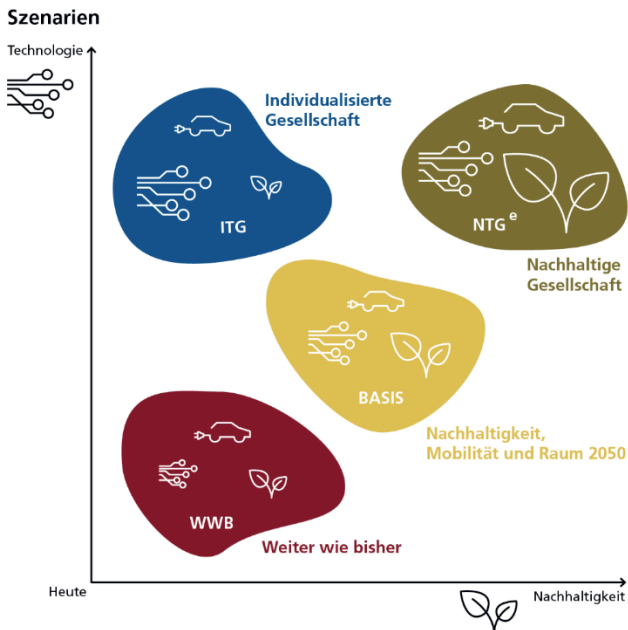 Szenarien
Technologie
Individualisierte
Gesellschaft
ITG
NTG e
Nachhaltige
Gesellschaft
BASIS
Nachhaltigkeit,
Mobilität und Raum 2050
WWB
Weiter wie bisher
Heute
Nachhaltigkeit